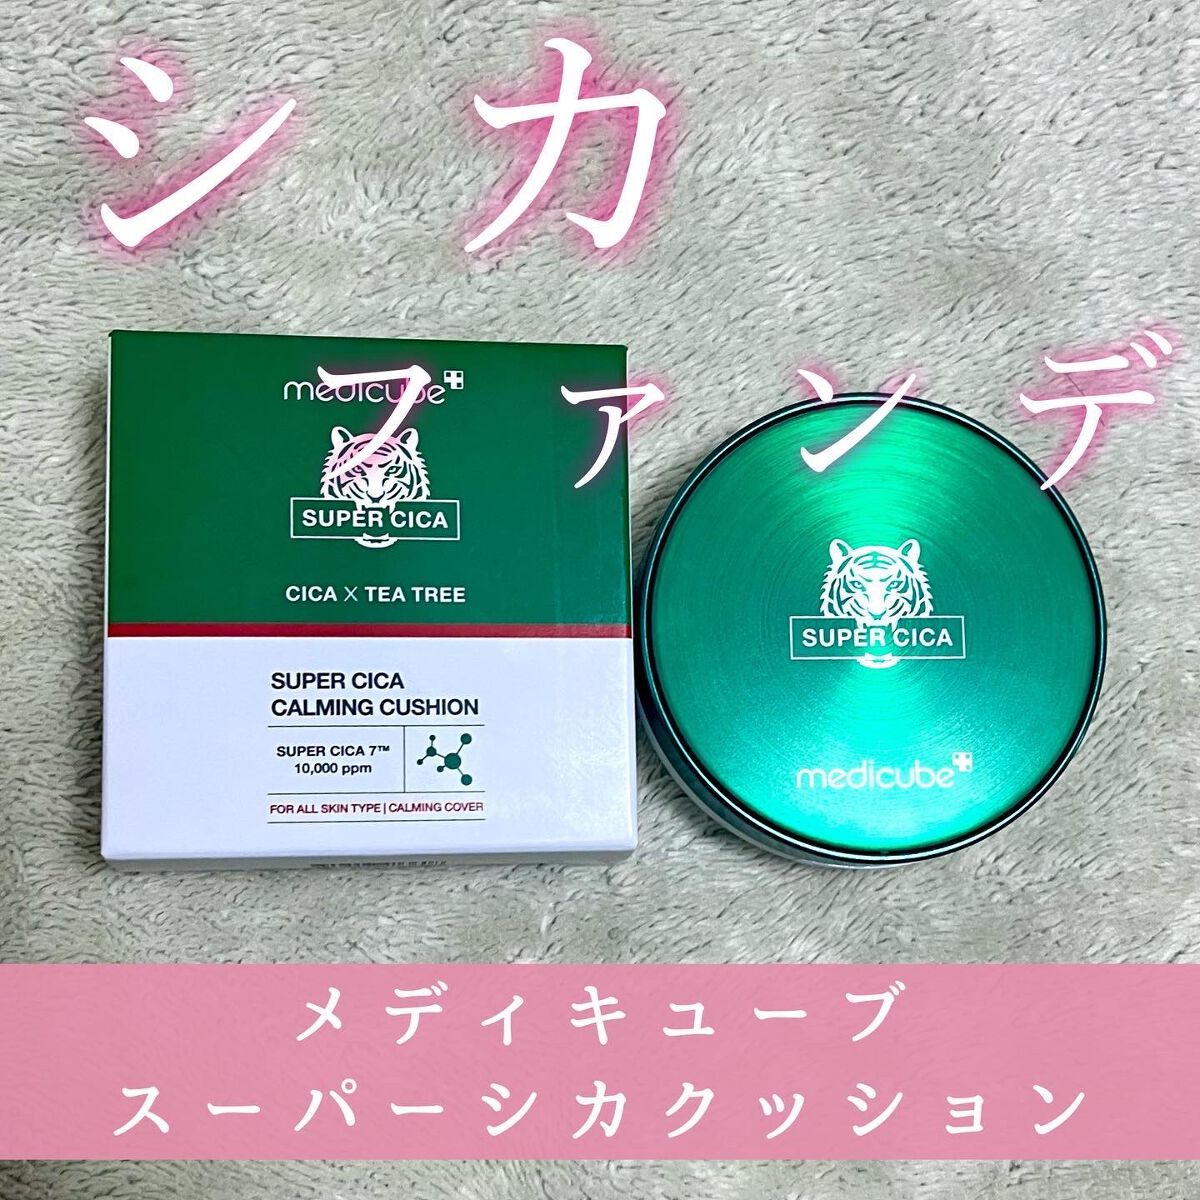 シカ
ファンデ
medicube
SUPER CICA
CICA X TEA TREE
SUPER CICA
CALMING CUSHION
SUPER CICA 7™
10,000 ppm
FOR ALL SKIN TYPE | CALMING COVER
SUPER CICA
medicube
メディキューブ
スーパーシカクッション